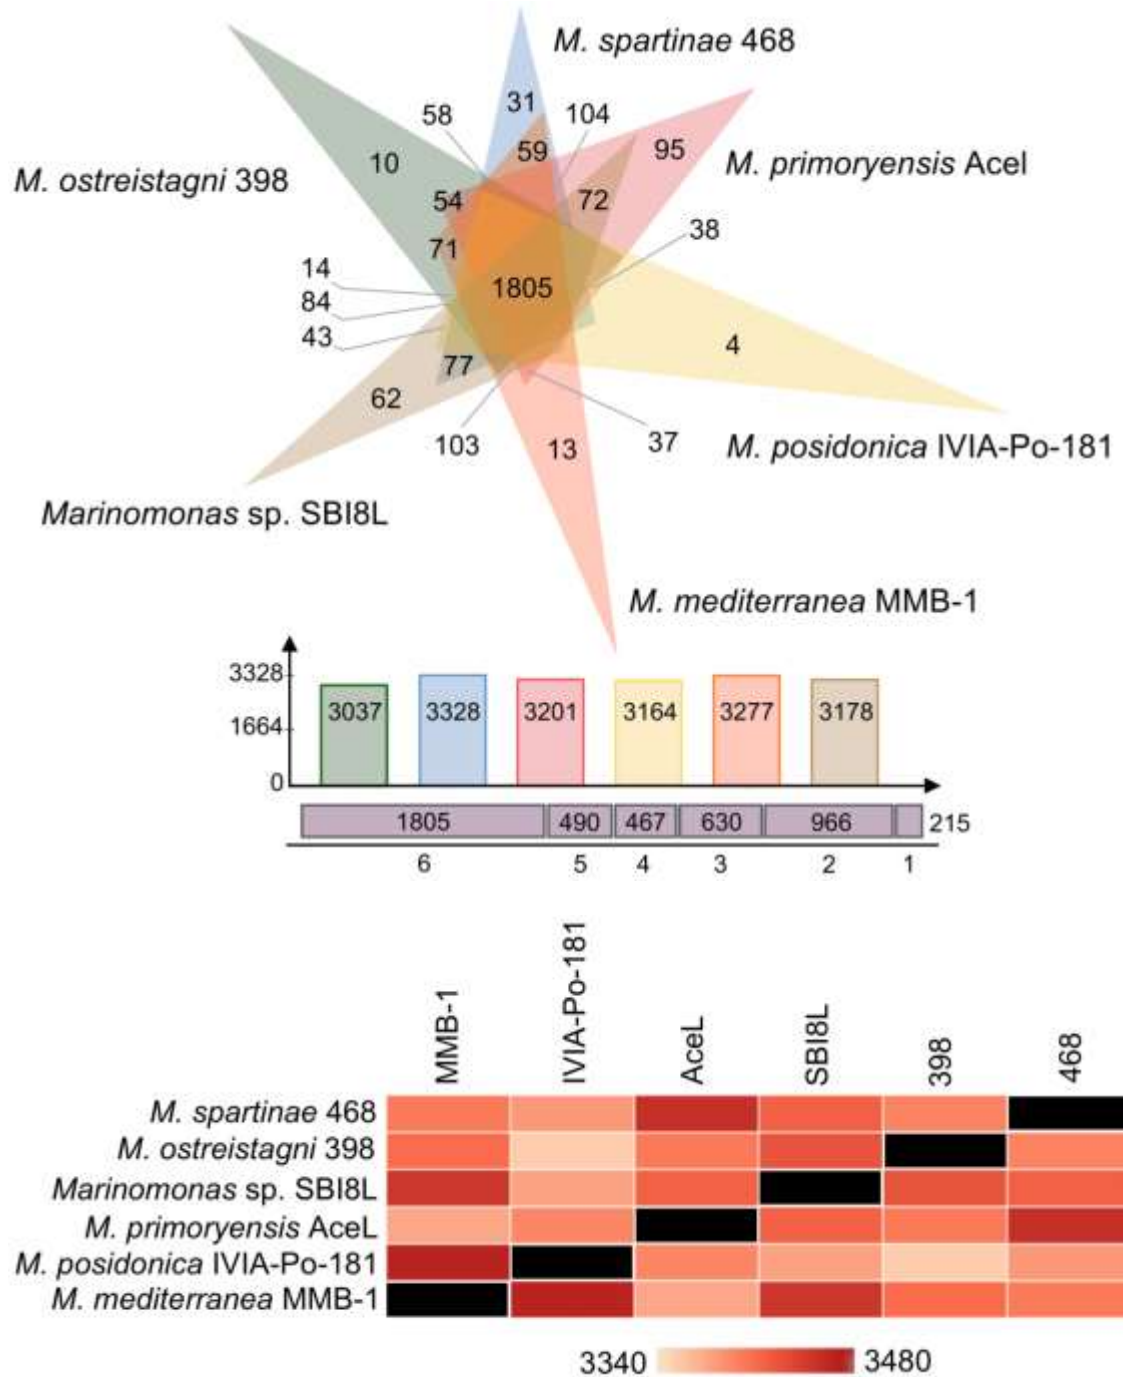 M. spartinae 468
58
31
104
59
95
10
M. primoryensis AceI
M. ostreistagni 398
54
72
38
71
14
1805
84
43
4
77
62
103
13
37
M. posidonica IVIA-Po-181
Marinomonas sp. SBI8L
M. mediterranea MMB-1
3328
1664
0
3037
3328
3201
3164
3277
3178
1805
490
467
630
966
215
6
5
4
3
2
1
MMB-1
IVIA-Po-181
AceL
SBI8L
398
468
M. spartinae 468
M. ostreistagni 398
Marinomonas sp. SBI8L
M. primoryensis AceL
M. posidonica IVIA-Po-181
M. mediterranea MMB-1
3340
3480